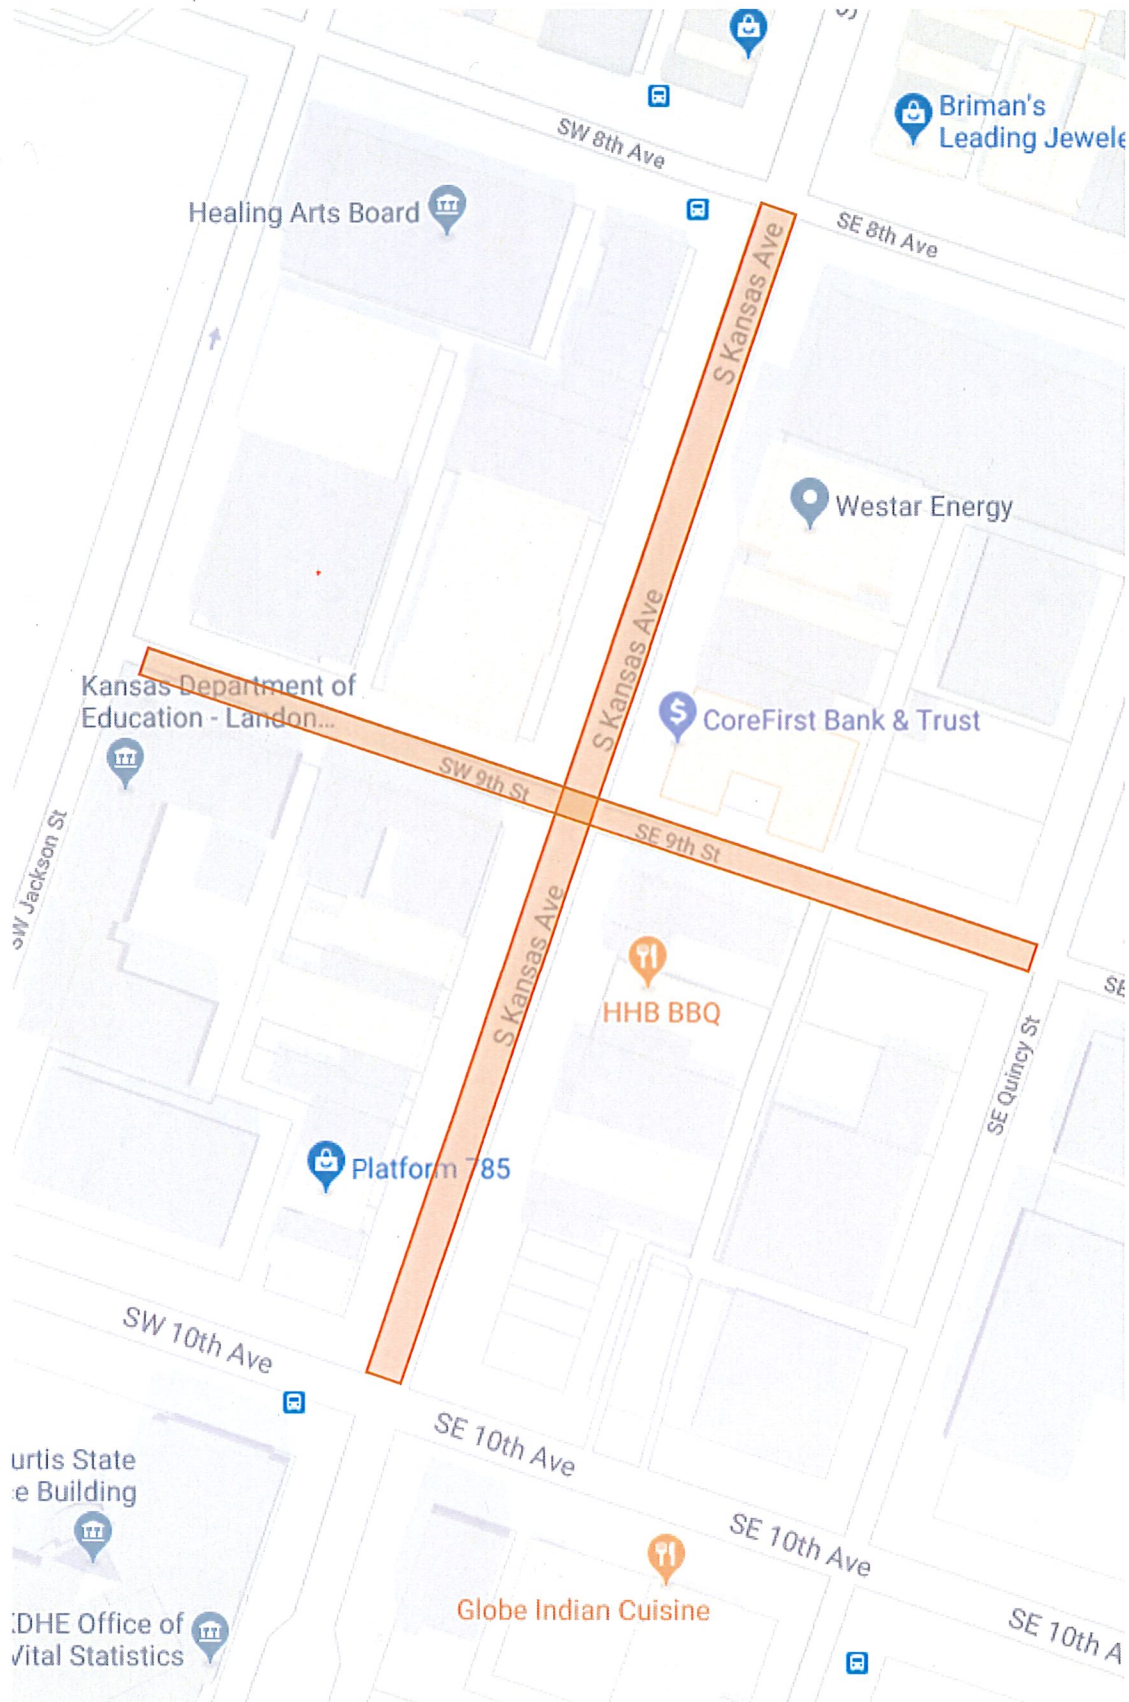 SW 8th Ave
Briman's
Leading Jewele
Healing Arts Board
SE 8th Ave
S Kansas Ave
Westar Energy
S Kansas Ave
Kansas Department of
Education - Landon...
CoreFirst Bank & Trust
SW 9th St
SE 9th St
SW Jackson St
S Kansas Ave
HHB BBQ
SE
SE Quincy St
Platform 785
SW 10th Ave
SE 10th Ave
urtis State
e Building
SE 10th Ave
Globe Indian Cuisine
KDHE Office of
Vital Statistics
SE 10th A